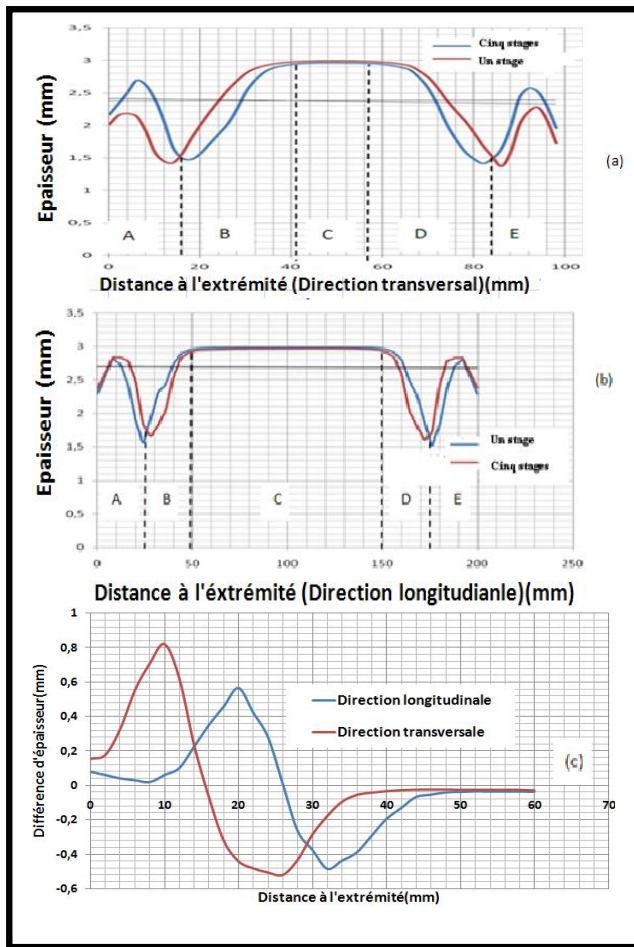 3,5
3
2,5
2
1,5
1
0,5
0
Epaisseur (mm)
Cinq stages
Un stage
(a)
A B C D E
0 20 40 60 80 100
Distance à l'extrémité (Direction transversal)(mm)
3,5
3
2,5
2
1,5
1
0,5
0
Epaisseur (mm)
(b)
Un stage
Cinq stages
A B C D E
0 50 100 150 200 250
Distance à l'éxtrémité (Direction longitudianle)(mm)
0,8
0,6
0,4
0,2
0
-0,2
-0,4
-0,6
Différence d'épaisseur(mm)
1
Direction longitudinale
Direction transversale
(c)
0 10 20 30 40 50 60 70
Distance à l'extrémité(mm)